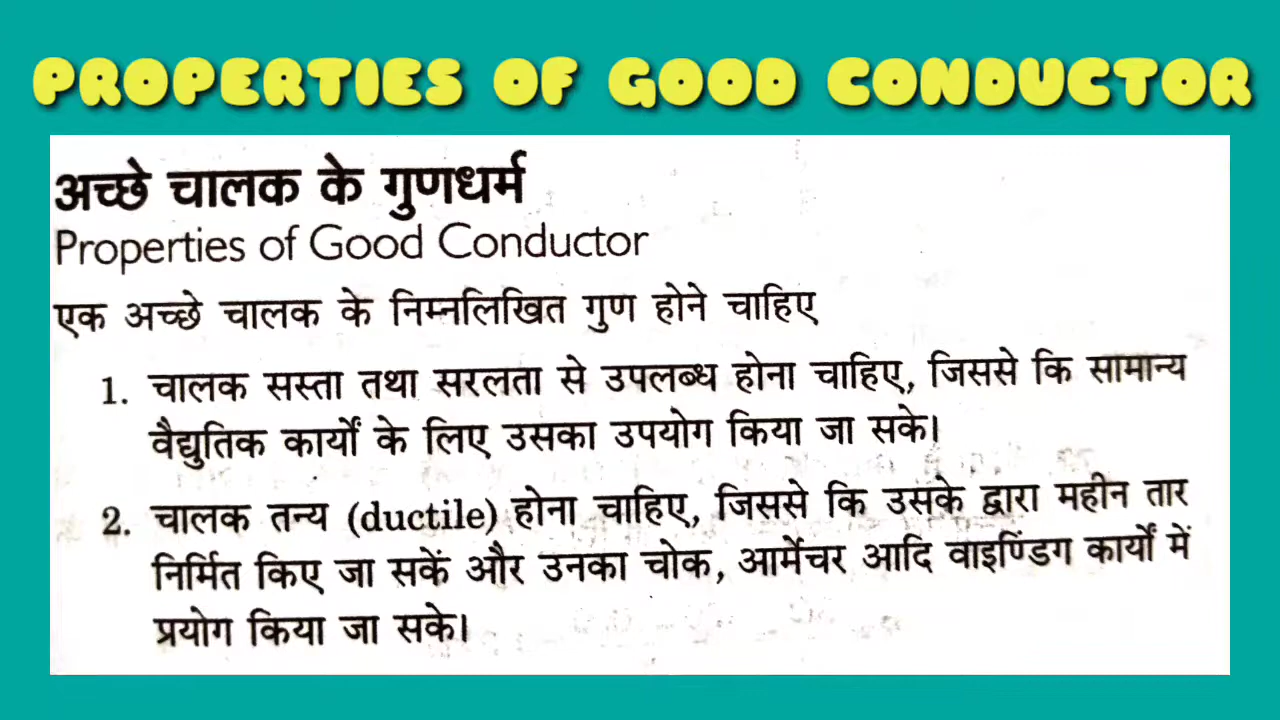 PROPERTIES OF GOOD CONDUCTOR
अच्छे चालक के गुणधर्म
Properties of Good Conductor
एक अच्छे चालक के निम्नलिखित गुण होने चाहिए
1. चालक सस्ता तथा सरलता से उपलब्ध होना चाहिए, जिससे कि सामान्य
वैद्युतिक कार्यों के लिए उसका उपयोग किया जा सके।
2. चालक तन्य (ductile) होना चाहिए, जिससे कि उसके द्वारा महीन तार
निर्मित किए जा सकें और उनका चोक, आर्मेचर आदि वाइण्डिग कार्यों में
प्रयोग किया जा सके।